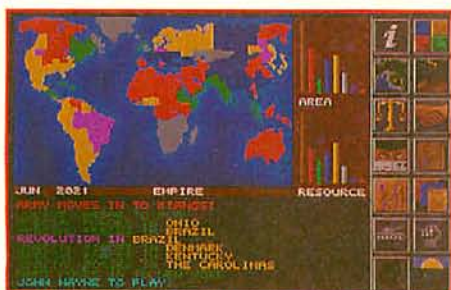 i
AREA
RESOURCE
JUN 2021 EMPIRE
ARMY MOVES IN TO
OHIO
BRAZIL
REVOLUTION IN BRAZIL
DENMARK
KENTUCKY
THE CAROLINAS
JOHN WAYNE TO PLAY